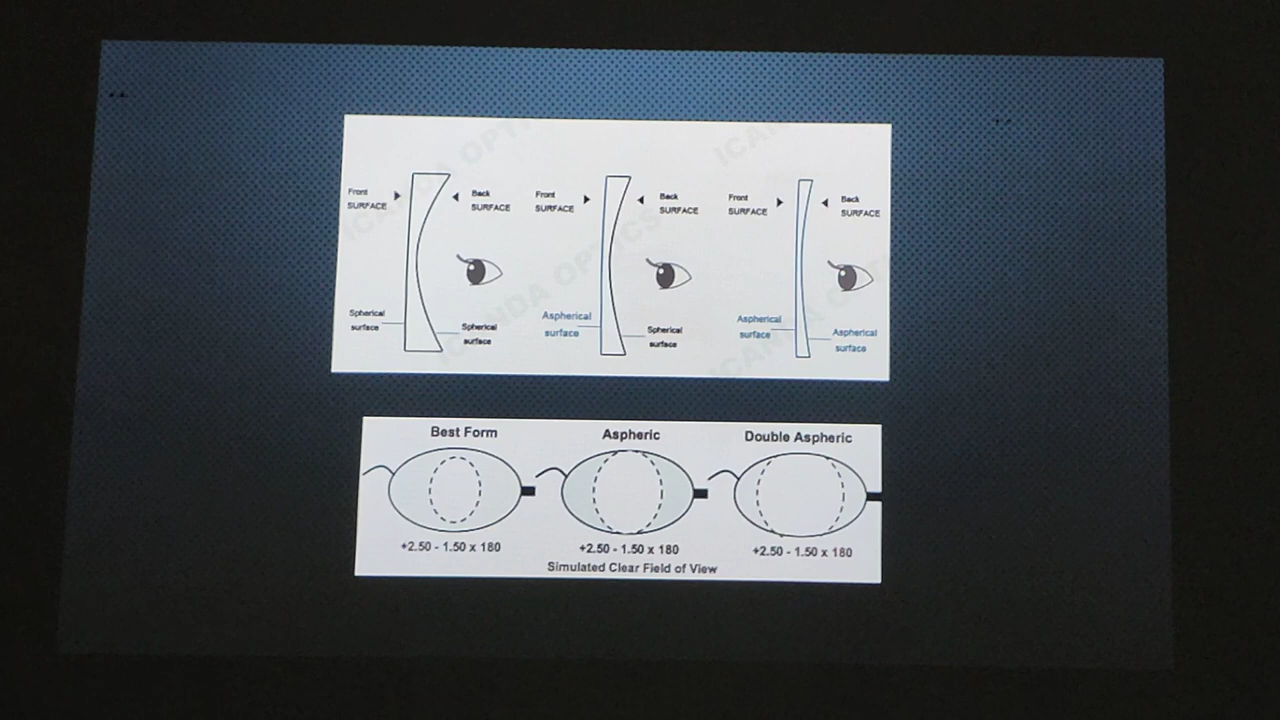 Front
SURFACE
Back
SURFACE
Front
SURFACE
Back
SURFACE
Front
SURFACE
Back
SURFACE
Spherical
surface
Spherical
surface
Aspherical
surface
Spherical
surface
Aspherical
surface
Aspherical
surface
ICANDA OPTICS
Best Form
Aspheric
Double Aspheric
+2.50 - 1.50 x 180
+2.50 - 1.50 x 180
+2.50 - 1.50 x 180
Simulated Clear Field of View